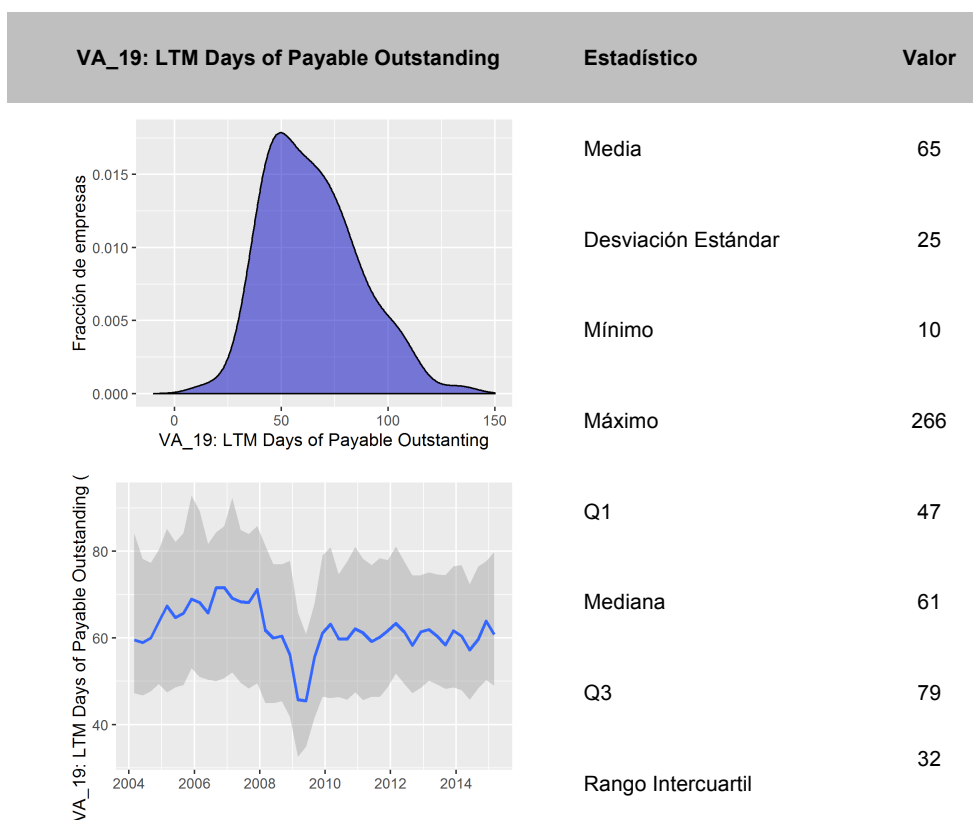 VA_19: LTM Days of Payable Outstanding Estadístico Valor
Fracción de empresas
0.015
0.010
0.005
0.000
0 50 100 150
VA_19: LTM Days of Payable Outstanting
VA_19: LTM Days of Payable Outstanding (
80
60
40
2004 2006 2008 2010 2012 2014
Media 65
Desviación Estándar 25
Mínimo 10
Máximo 266
Q1 47
Mediana 61
Q3 79
Rango Intercuartil 32